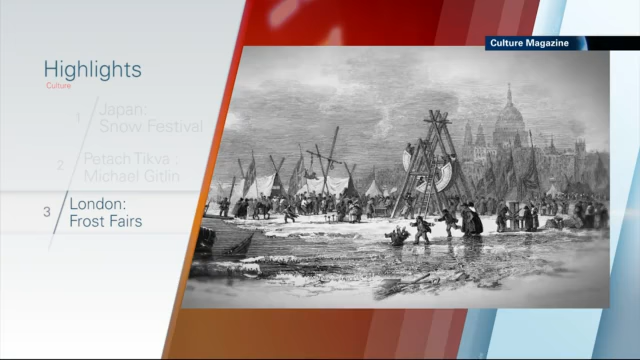 Culture Magazine
Highlights
Culture
1
Japan:
Snow Festival
2
Petach Tikva :
Michael Gitlin
3
London:
Frost Fairs